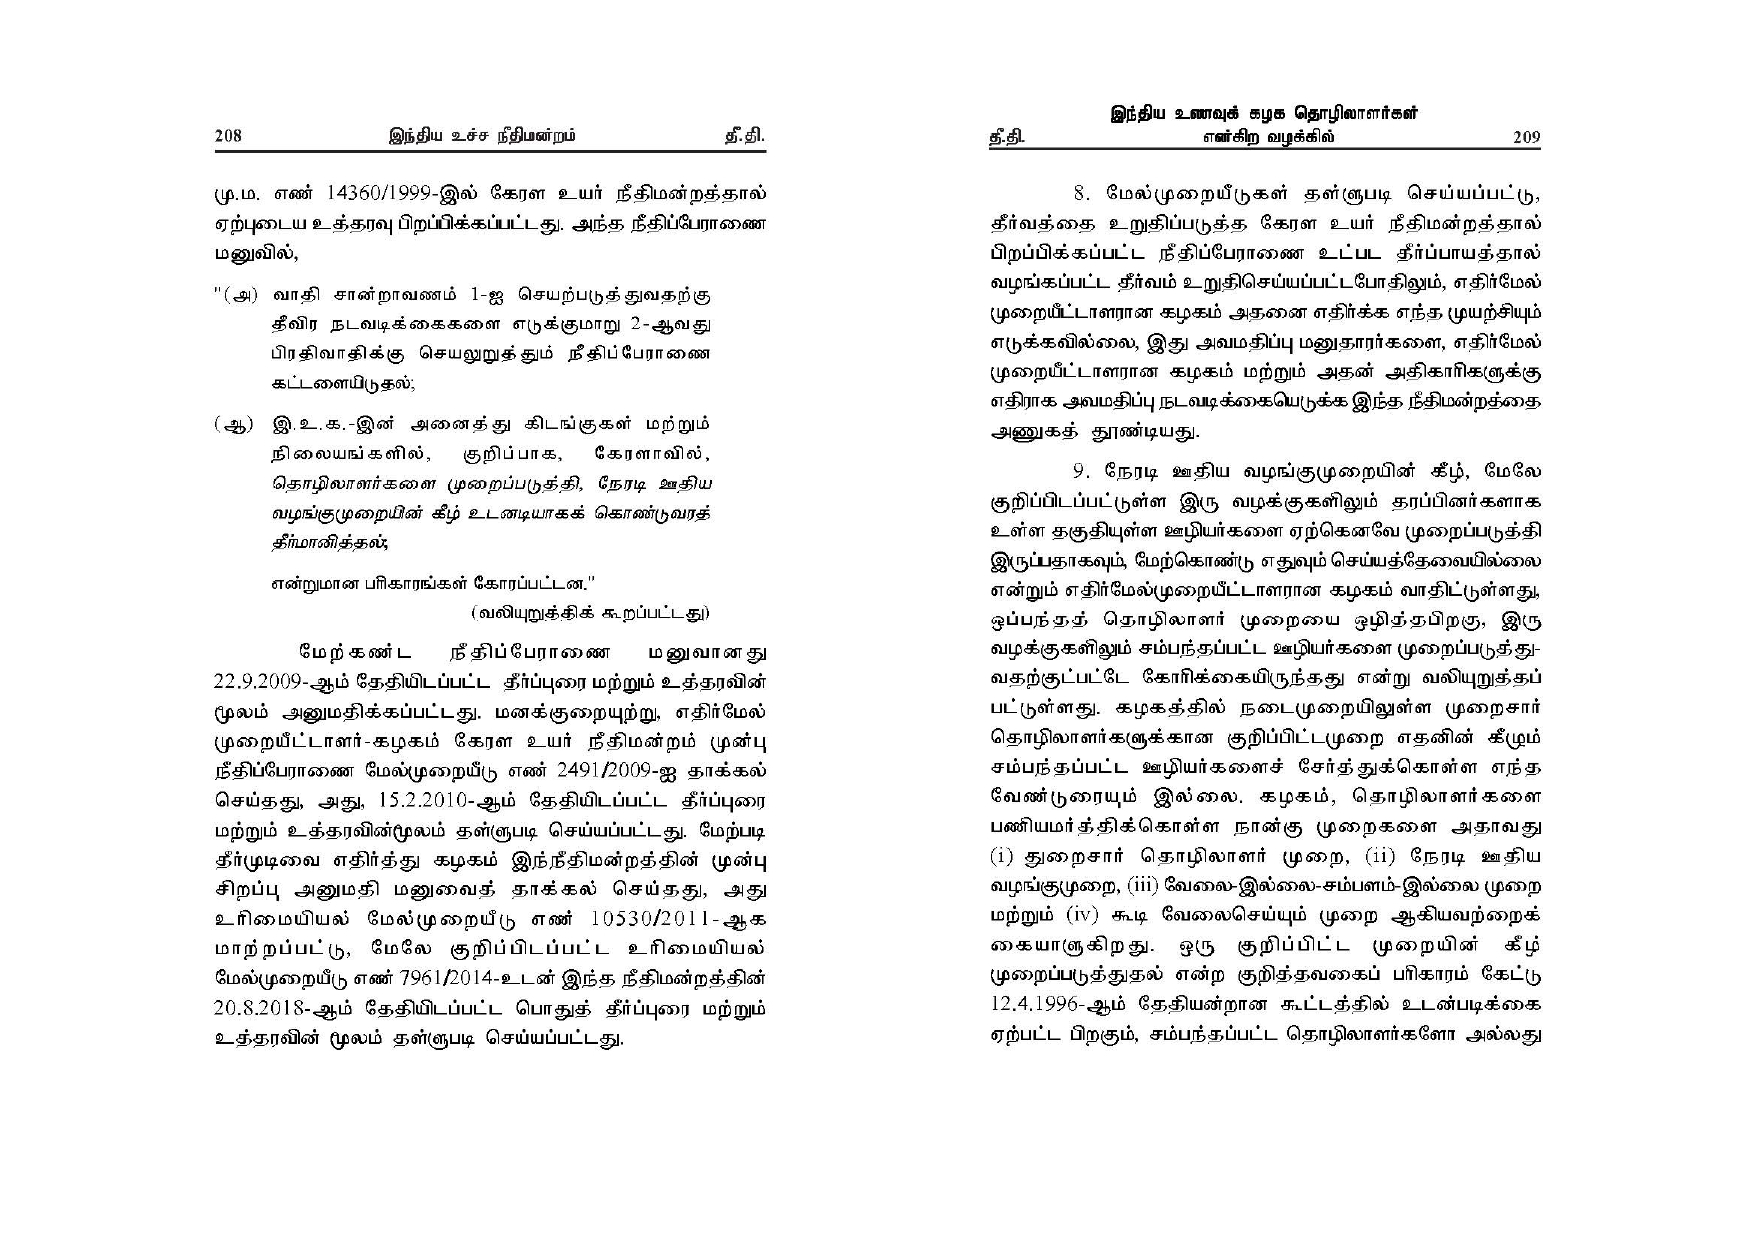 208 இந்திய உச்ச நீதிமன்றம் தீ.தி.
மு.ம. எண் 14360/1999-இல் கேரள உயர் நீதிமன்றத்தால்
ஏற்புடைய உத்தரவு பிறப்பிக்கப்பட்டது. அந்த நீதிப்பேராணை
மனுவில்,
"(அ) வாதி சான்றாவணம் 1-ஐ செயற்படுத்துவதற்கு
தீவிர நடவடிக்கைகளை எடுக்குமாறு 2-ஆவது
பிரதிவாதிக்கு செயலுறுத்தும் நீதிப்பேராணை
கட்டளையிடுதல்;
(ஆ) இ.உ.க.-இன் அனைத்து கிடங்குகள் மற்றும்
நிலையங்களில், குறிப்பாக, கேரளாவில்,
தொழிலாளர்களை முறைப்படுத்தி, நேரடி ஊதிய
வழங்குமுறையின் கீழ் உடனடியாகக் கொண்டுவரத்
தீர்மானித்தல்;
என்றுமான பரிகாரங்கள் கோரப்பட்டன."
(வலியுறுத்திக் கூறப்பட்டது)
மேற்கண்ட நீதிப்பேராணை மனுவானது
22.9.2009-ஆம் தேதியிடப்பட்ட தீர்ப்புரை மற்றும் உத்தரவின்
மூலம் அனுமதிக்கப்பட்டது. மனக்குறையுற்று, எதிர்மேல்
முறையீட்டாளர்-கழகம் கேரள உயர் நீதிமன்றம் முன்பு
நீதிப்பேராணை மேல்முறையீடு எண் 2491/2009-ஐ தாக்கல்
செய்தது, அது, 15.2.2010-ஆம் தேதியிடப்பட்ட தீர்ப்புரை
மற்றும் உத்தரவின்மூலம் தள்ளுபடி செய்யப்பட்டது. மேற்படி
தீர்முடிவை எதிர்த்து கழகம் இந்நீதிமன்றத்தின் முன்பு
சிறப்பு அனுமதி மனுவைத் தாக்கல் செய்தது, அது
உரிமையியல் மேல்முறையீடு எண் 10530/2011-ஆக
மாற்றப்பட்டு, மேலே குறிப்பிடப்பட்ட உரிமையியல்
மேல்முறையீடு எண் 7961/2014-உடன் இந்த நீதிமன்றத்தின்
20.8.2018-ஆம் தேதியிடப்பட்ட பொதுத் தீர்ப்புரை மற்றும்
உத்தரவின் மூலம் தள்ளுபடி செய்யப்பட்டது.
இந்திய உணவுக் கழக தொழிலாளர்கள்
தீ.தி. என்கிற வழக்கில் 209
8. மேல்முறையீடுகள் தள்ளுபடி செய்யப்பட்டு,
தீர்வத்தை உறுதிப்படுத்த கேரள உயர் நீதிமன்றத்தால்
பிறப்பிக்கப்பட்ட நீதிப்பேராணை உட்பட தீர்ப்பாயத்தால்
வழங்கப்பட்ட தீர்வம் உறுதிசெய்யப்பட்டபோதிலும், எதிர்மேல்
முறையீட்டாளரான கழகம் அதனை எதிர்க்க எந்த முயற்சியும்
எடுக்கவில்லை, இது அவமதிப்பு மனுதாரர்களை, எதிர்மேல்
முறையீட்டாளரான கழகம் மற்றும் அதன் அதிகாரிகளுக்கு
எதிராக அவமதிப்பு நடவடிக்கையெடுக்க இந்த நீதிமன்றத்தை
அணுகத் தூண்டியது.
9. நேரடி ஊதிய வழங்குமுறையின் கீழ், மேலே
குறிப்பிடப்பட்டுள்ள இரு வழக்குகளிலும் தரப்பினர்களாக
உள்ள தகுதியுள்ள ஊழியர்களை ஏற்கெனவே முறைப்படுத்தி
இருப்பதாகவும், மேற்கொண்டு எதுவும் செய்யத்தேவையில்லை
என்றும் எதிர்மேல்முறையீட்டாளரான கழகம் வாதிட்டுள்ளது,
ஒப்பந்தத் தொழிலாளர் முறையை ஒழித்தபிறகு, இரு
வழக்குகளிலும் சம்பந்தப்பட்ட ஊழியர்களை முறைப்படுத்து-
வதற்குட்பட்டே கோரிக்கையிருந்தது என்று வலியுறுத்தப்
பட்டுள்ளது. கழகத்தில் நடைமுறையிலுள்ள முறைசார்
தொழிலாளர்களுக்கான குறிப்பிட்டமுறை எதனின் கீழும்
சம்பந்தப்பட்ட ஊழியர்களைச் சேர்த்துக்கொள்ள எந்த
வேண்டுரையும் இல்லை. கழகம், தொழிலாளர்களை
பணியமர்த்திக்கொள்ள நான்கு முறைகளை அதாவது
(i) துறைசார் தொழிலாளர் முறை, (ii) நேரடி ஊதிய
வழங்குமுறை, (iii) வேலை-இல்லை-சம்பளம்-இல்லை முறை
மற்றும் (iv) கூடி வேலைசெய்யும் முறை ஆகியவற்றைக்
கையாளுகிறது. ஒரு குறிப்பிட்ட முறையின் கீழ்
முறைப்படுத்துதல் என்ற குறித்தவகைப் பரிகாரம் கேட்டு
12.4.1996-ஆம் தேதியன்றான கூட்டத்தில் உடன்படிக்கை
ஏற்பட்ட பிறகும், சம்பந்தப்பட்ட தொழிலாளர்களோ அல்லது